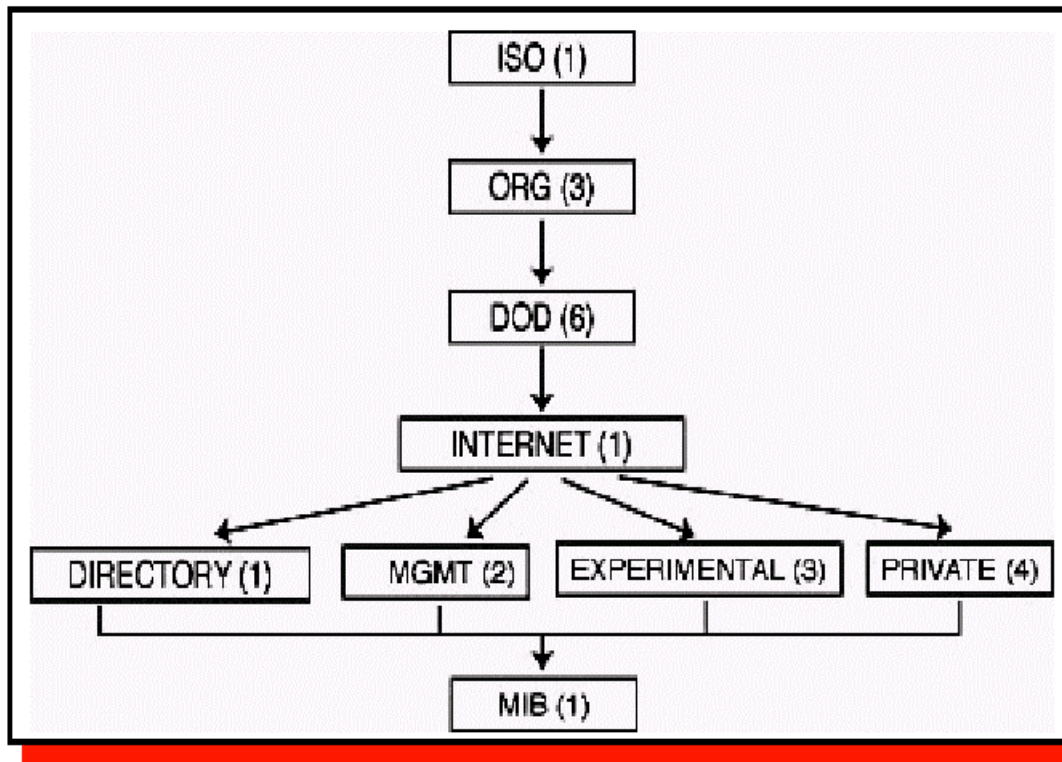 ISO (1)
ORG (3)
DOD (6)
INTERNET (1)
DIRECTORY (1) MGMT (2) EXPERIMENTAL (3) PRIVATE (4)
MIB (1)